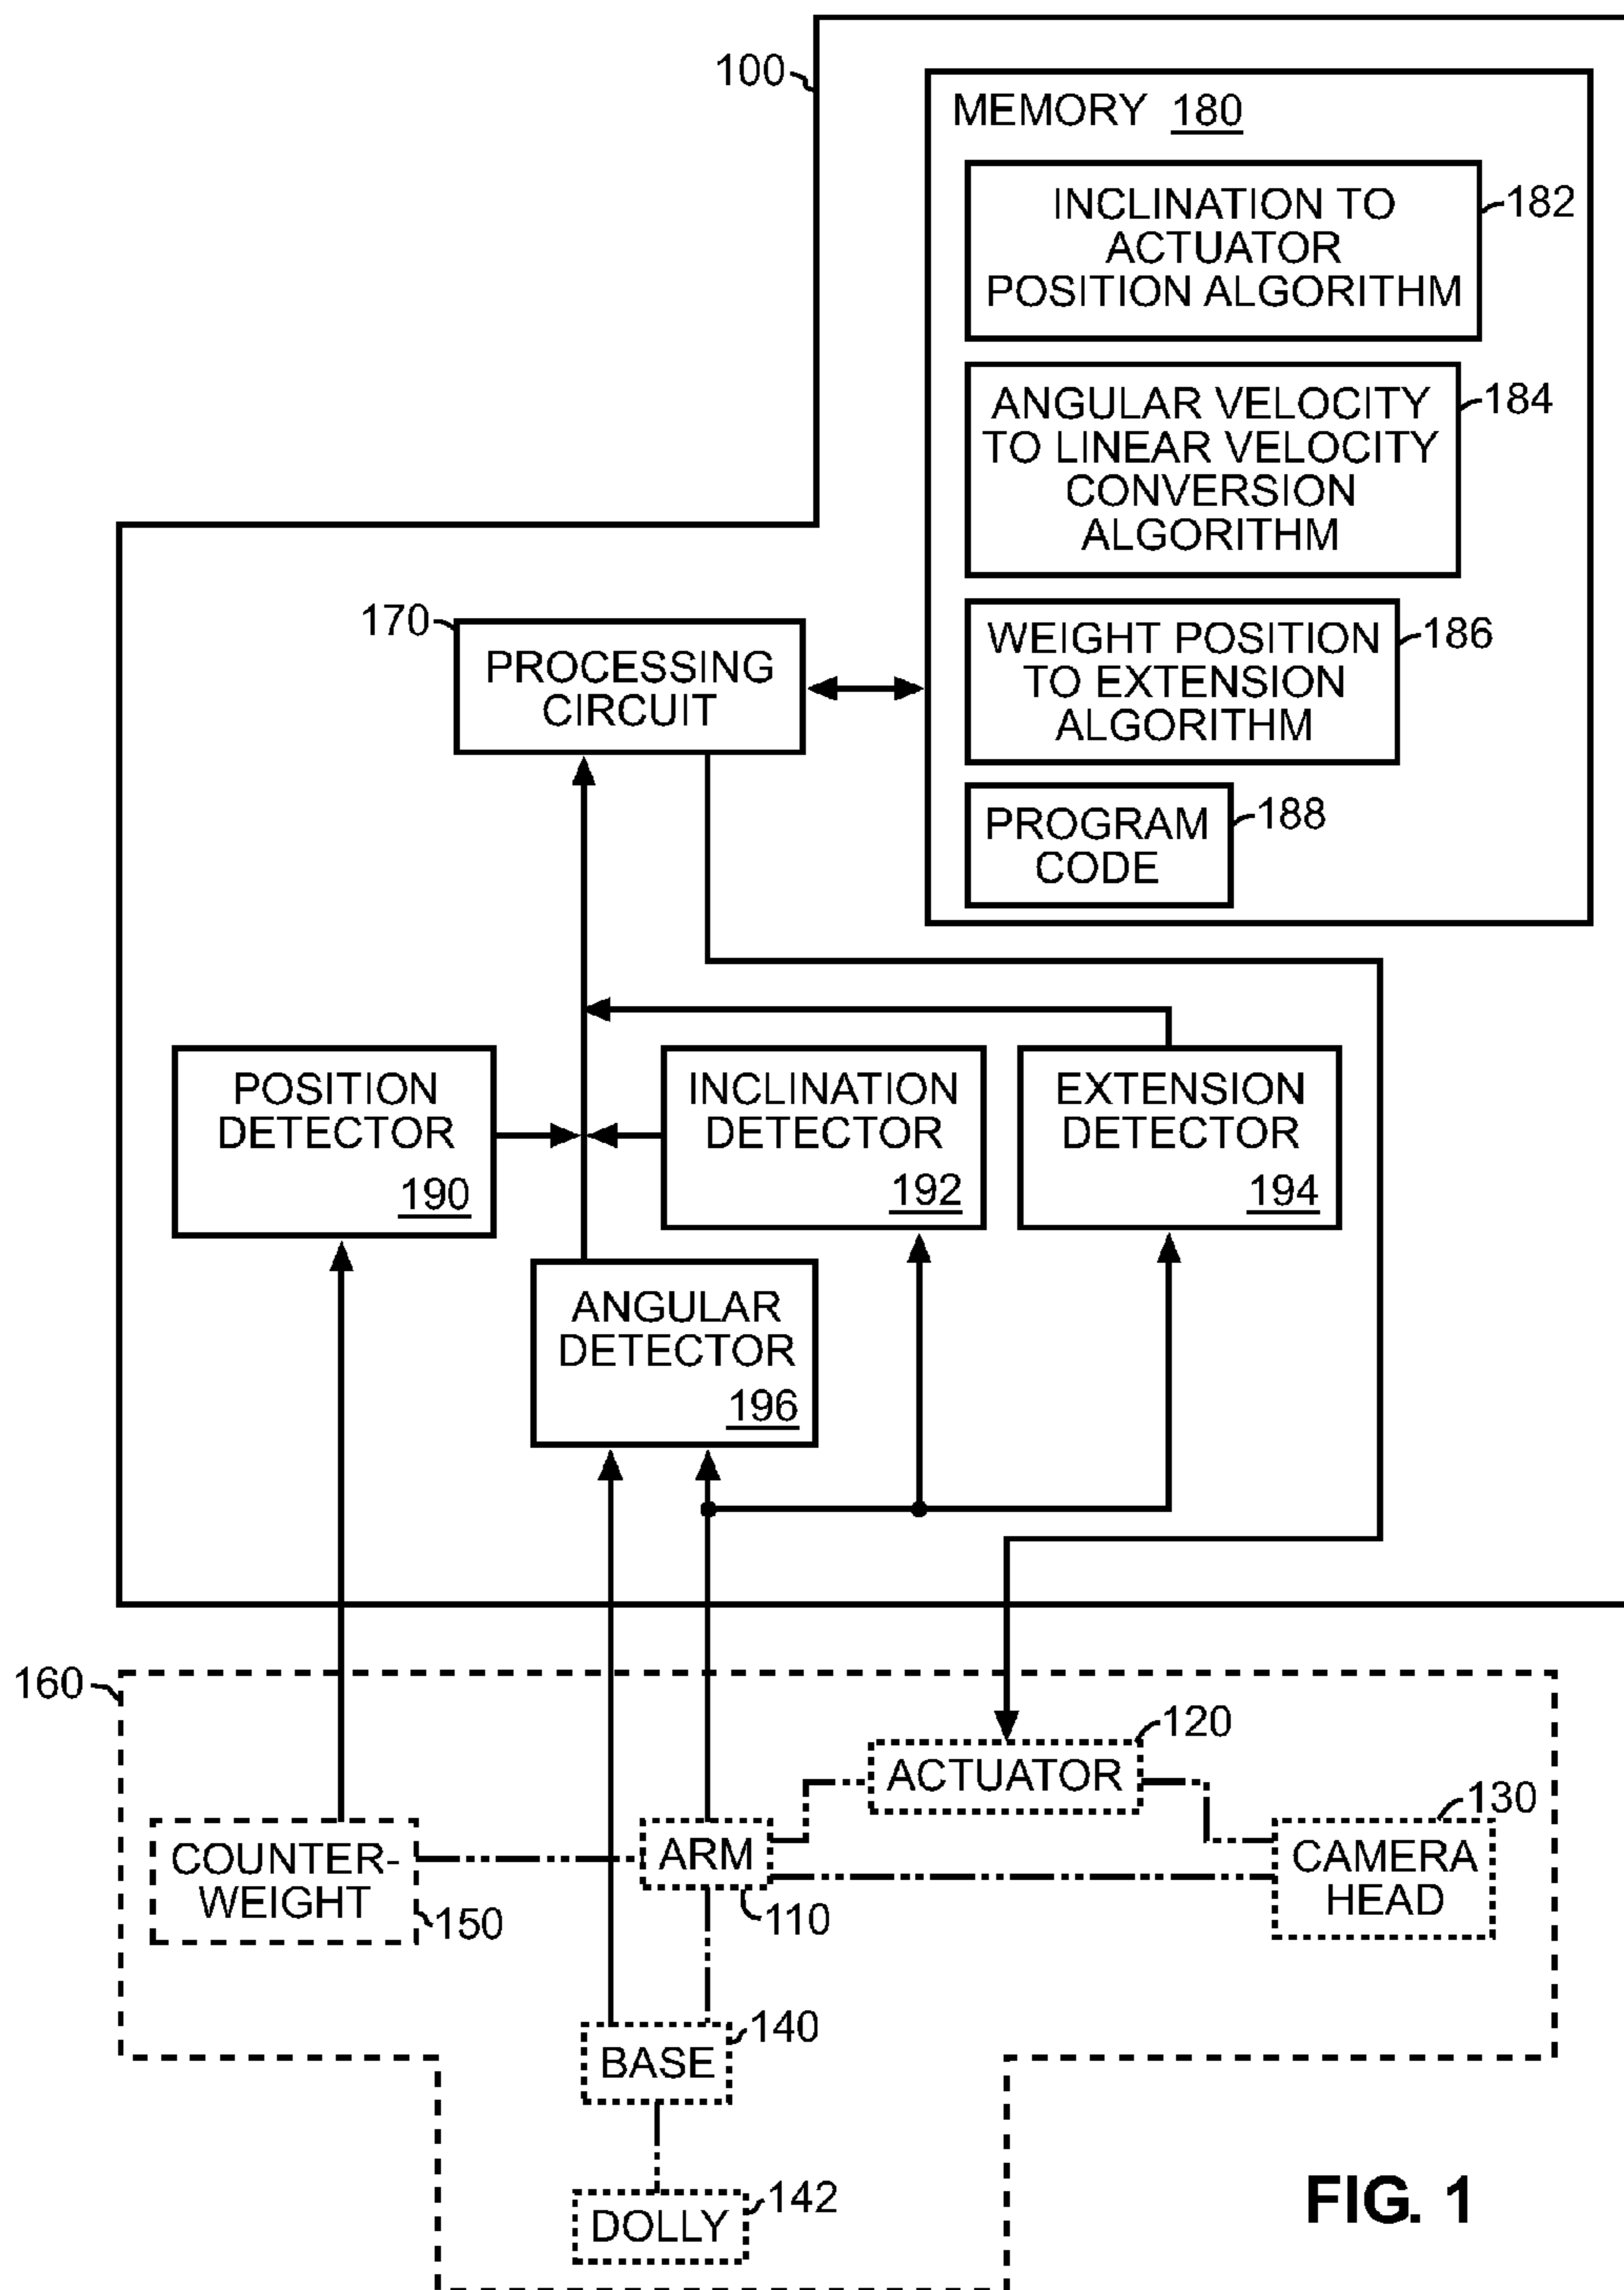 100
MEMORY 180
INCLINATION TO
ACTUATOR
POSITION ALGORITHM
182
ANGULAR VELOCITY
TO LINEAR VELOCITY
CONVERSION
ALGORITHM
184
170
PROCESSING
CIRCUIT
WEIGHT POSITION
TO EXTENSION
ALGORITHM
186
PROGRAM
CODE
188
POSITION
DETECTOR
190
INCLINATION
DETECTOR
192
EXTENSION
DETECTOR
194
ANGULAR
DETECTOR
196
160
ACTUATOR
120
130
COUNTER-
WEIGHT
150
ARM
110
CAMERA
HEAD
BASE
140
DOLLY
142
FIG. 1